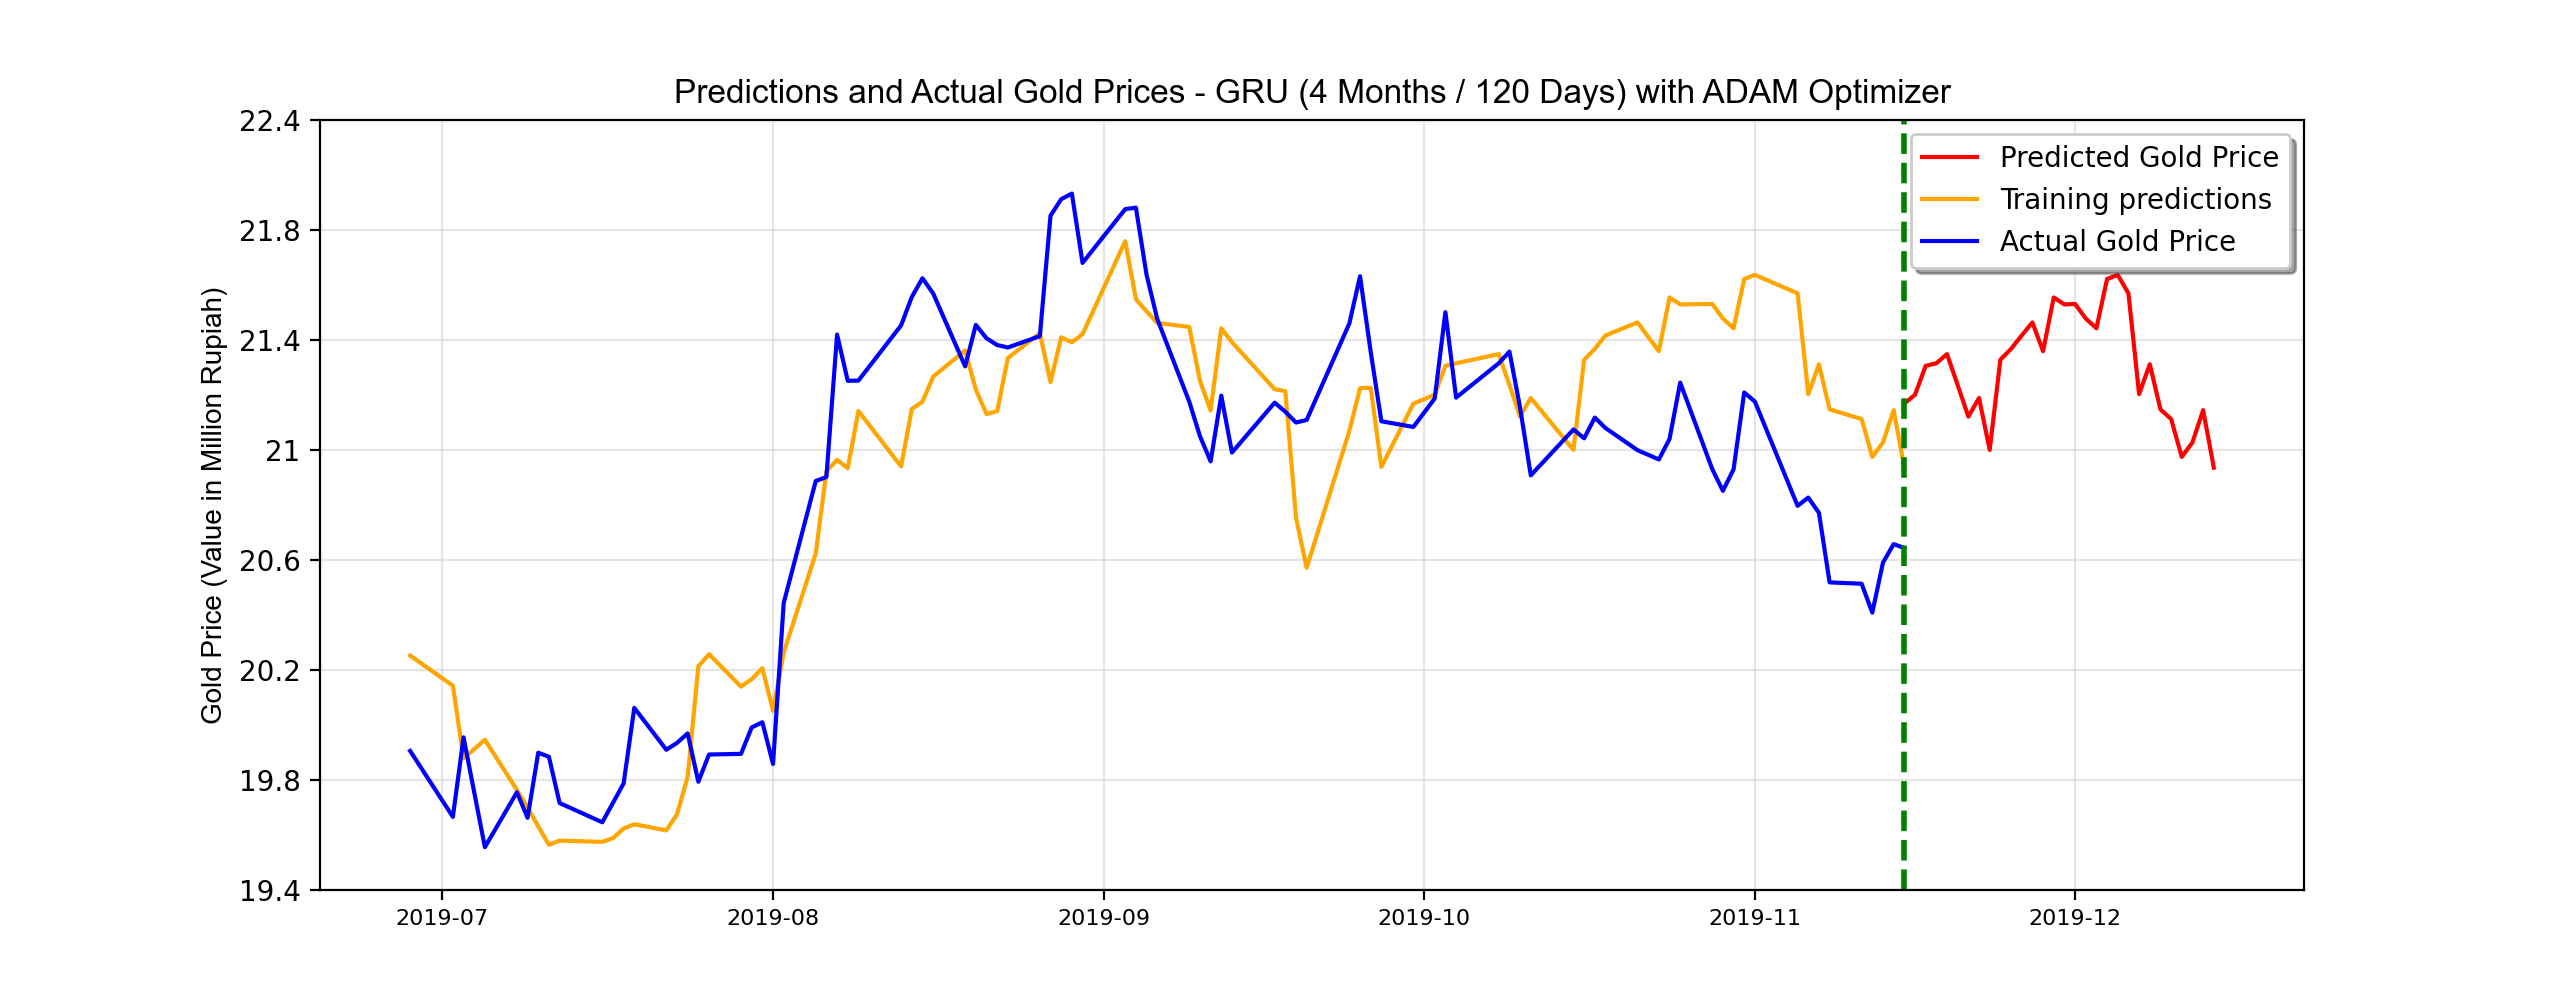 Predictions and Actual Gold Prices - GRU (4 Months / 120 Days) with ADAM Optimizer
Gold Price (Value in Million Rupiah)
22.4
21.8
21.4
21
20.6
20.2
19.8
19.4
2019-07
2019-08
2019-09
2019-10
2019-11
2019-12
Predicted Gold Price
Training predictions
Actual Gold Price